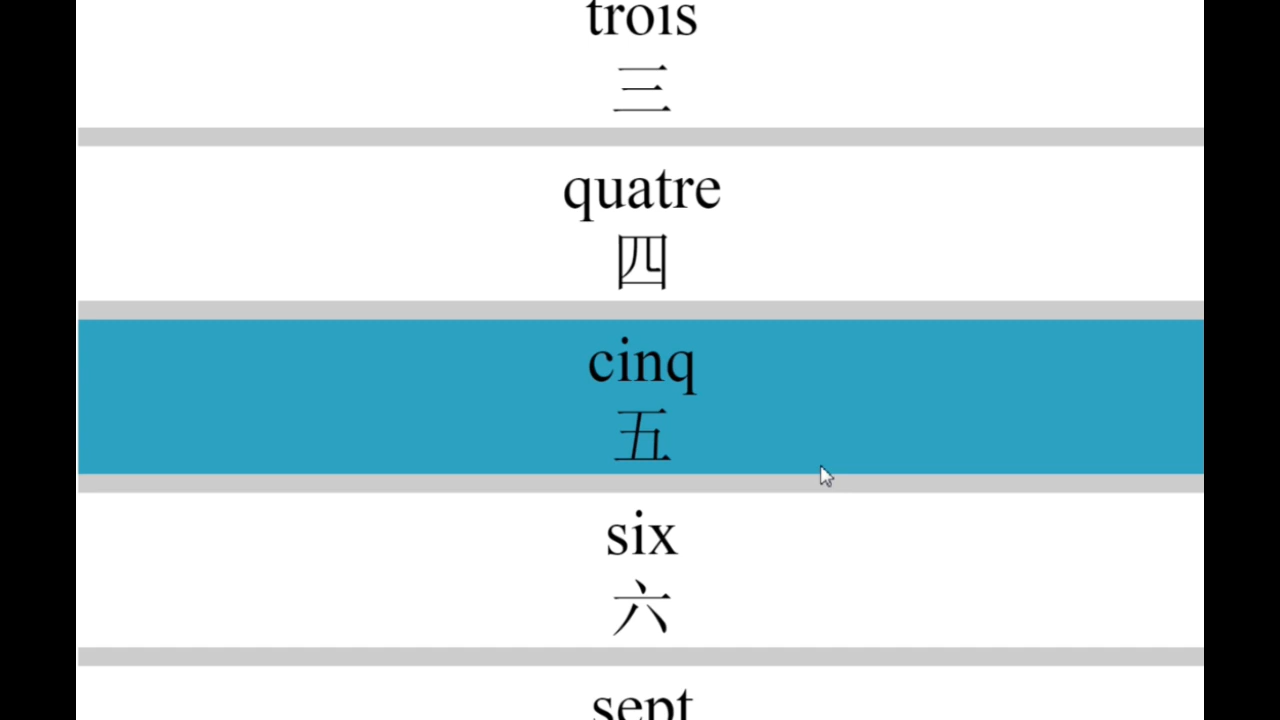 trois
三
quatre
四
cinq
五
six
六
sept